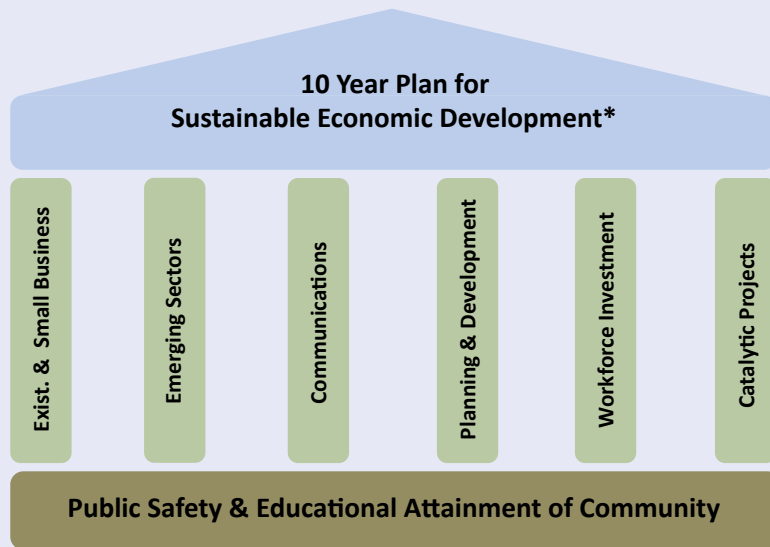 10 Year Plan for
Sustainable Economic Development*
Exist. & Small Business
Emerging Sectors
Communications
Planning & Development
Workforce Investment
Catalytic Projects
Public Safety & Educational Attainment of Community